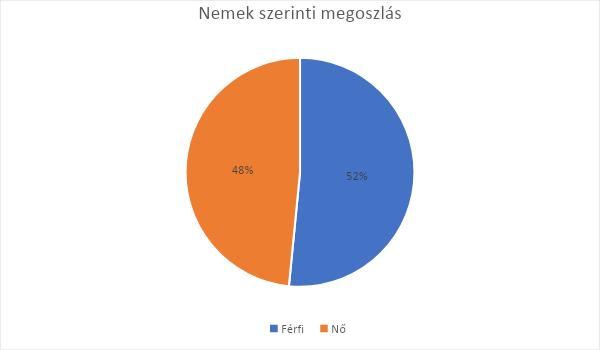 Nemek szerinti megoszlás
48%
52%
Férfi Nő